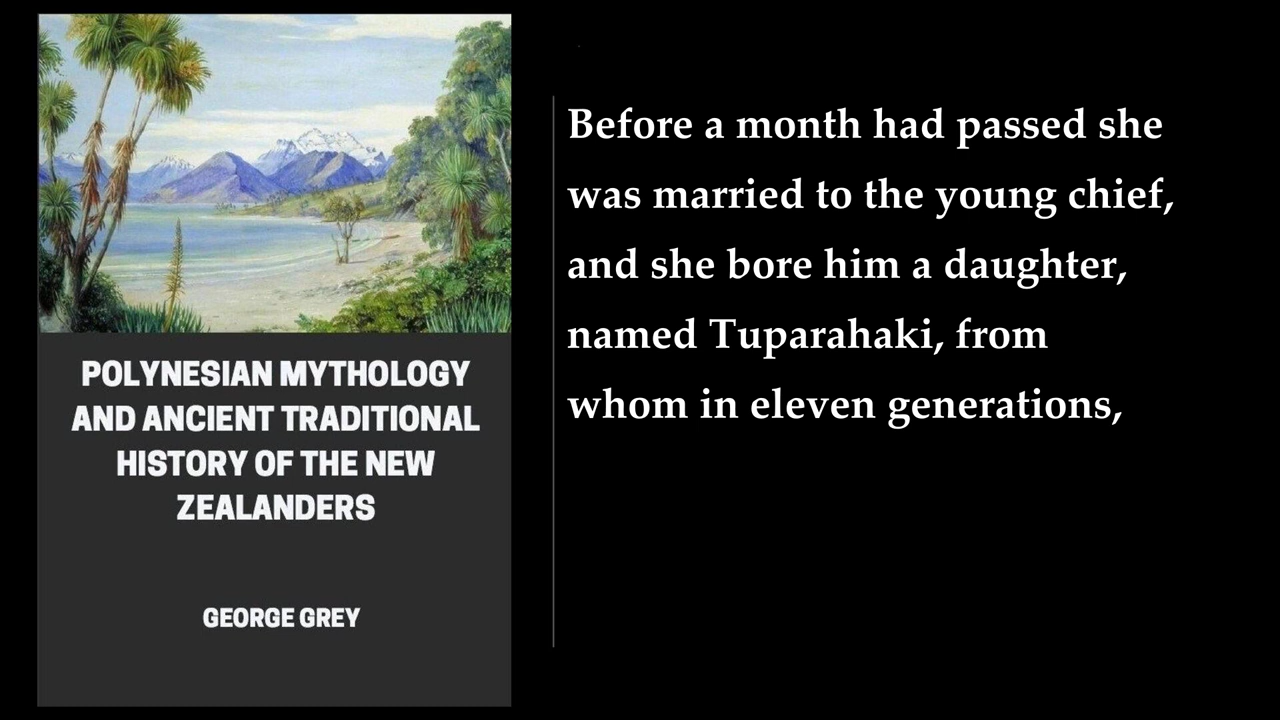 POLYNESIAN MYTHOLOGY
AND ANCIENT TRADITIONAL
HISTORY OF THE NEW
ZEALANDERS
GEORGE GREY
Before a month had passed she
was married to the young chief,
and she bore him a daughter,
named Tuparahaki, from
whom in eleven generations,